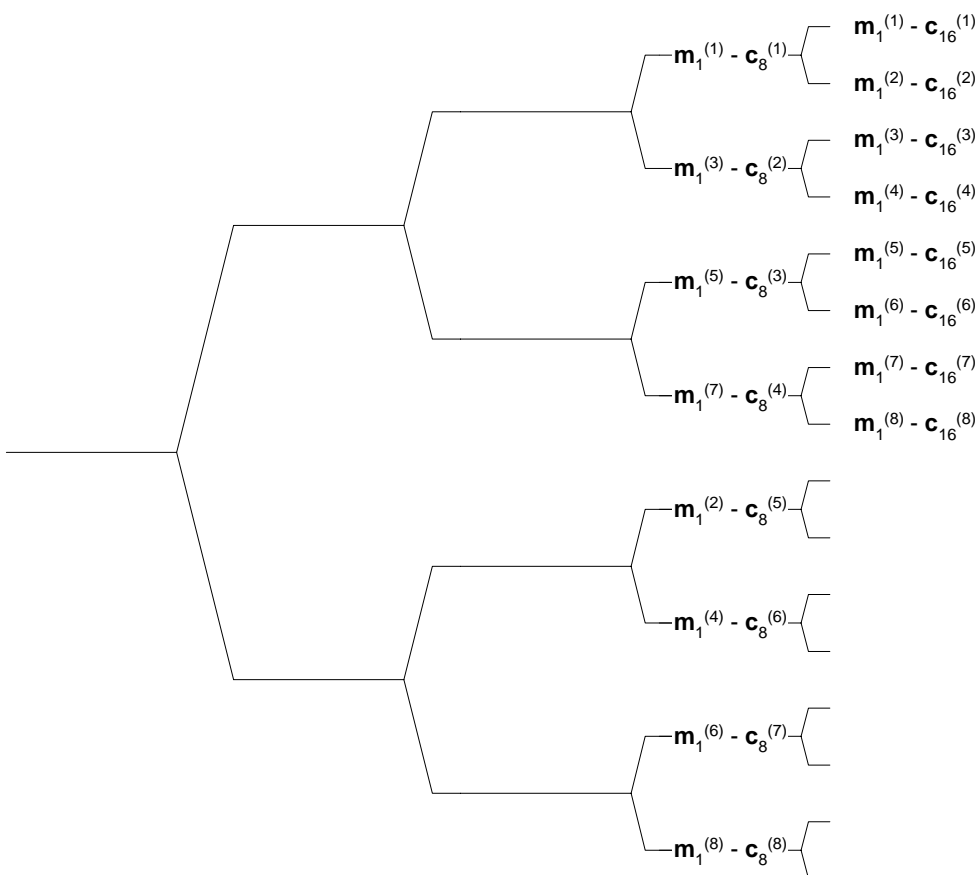 m₁⁽¹⁾ - c₁₆⁽¹⁾
m₁⁽¹⁾ - c₈⁽¹⁾
m₁⁽²⁾ - c₁₆⁽²⁾
m₁⁽³⁾ - c₁₆⁽³⁾
m₁⁽³⁾ - c₈⁽²⁾
m₁⁽⁴⁾ - c₁₆⁽⁴⁾
m₁⁽⁵⁾ - c₁₆⁽⁵⁾
m₁⁽⁵⁾ - c₈⁽³⁾
m₁⁽⁶⁾ - c₁₆⁽⁶⁾
m₁⁽⁷⁾ - c₁₆⁽⁷⁾
m₁⁽⁷⁾ - c₈⁽⁴⁾
m₁⁽⁸⁾ - c₁₆⁽⁸⁾
m₁⁽²⁾ - c₈⁽⁵⁾
m₁⁽⁴⁾ - c₈⁽⁶⁾
m₁⁽⁶⁾ - c₈⁽⁷⁾
m₁⁽⁸⁾ - c₈⁽⁸⁾